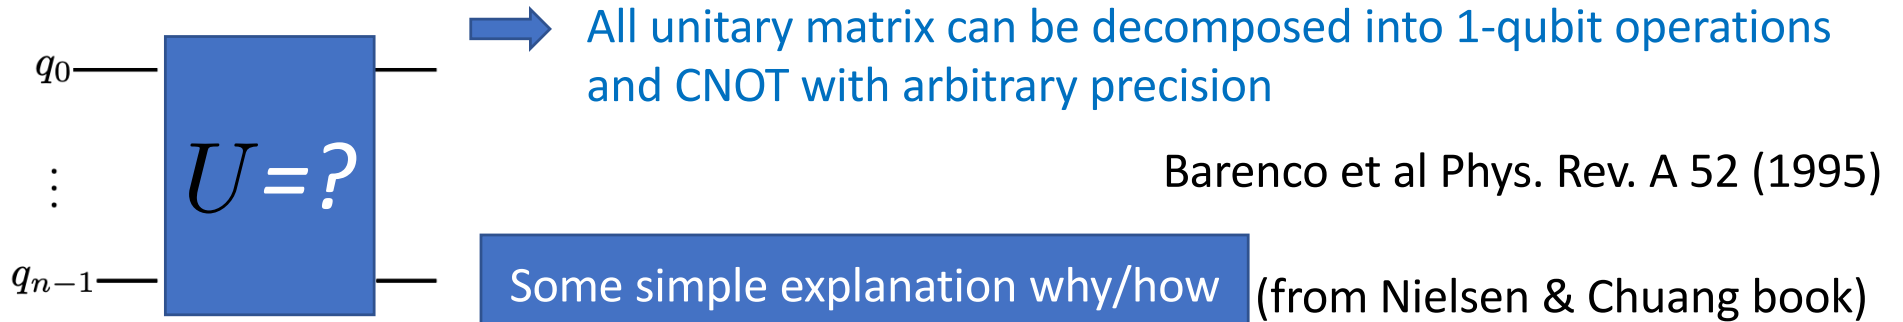 All unitary matrix can be decomposed into 1-qubit operations
and CNOT with arbitrary precision
q₀
U=?
⋮
qₙ₋₁
Barenco et al Phys. Rev. A 52 (1995)
Some simple explanation why/how
(from Nielsen & Chuang book)